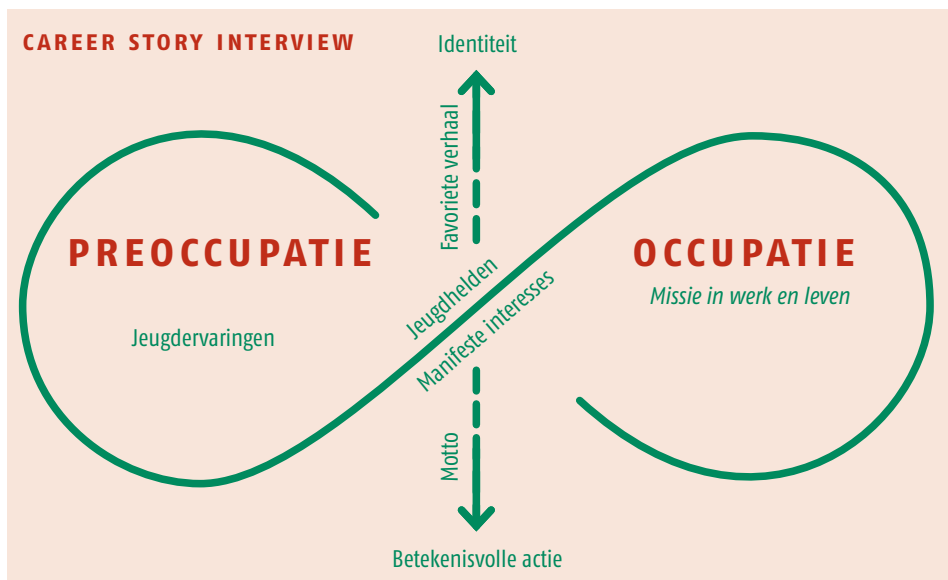 CAREER STORY INTERVIEW
Identiteit
Favoriete verhaal
PREOCCUPATIE
OCCUPATIE
Missie in werk en leven
Jeugdhelden
Manifeste interesses
Jeugdervaringen
Motto
Betekenisvolle actie